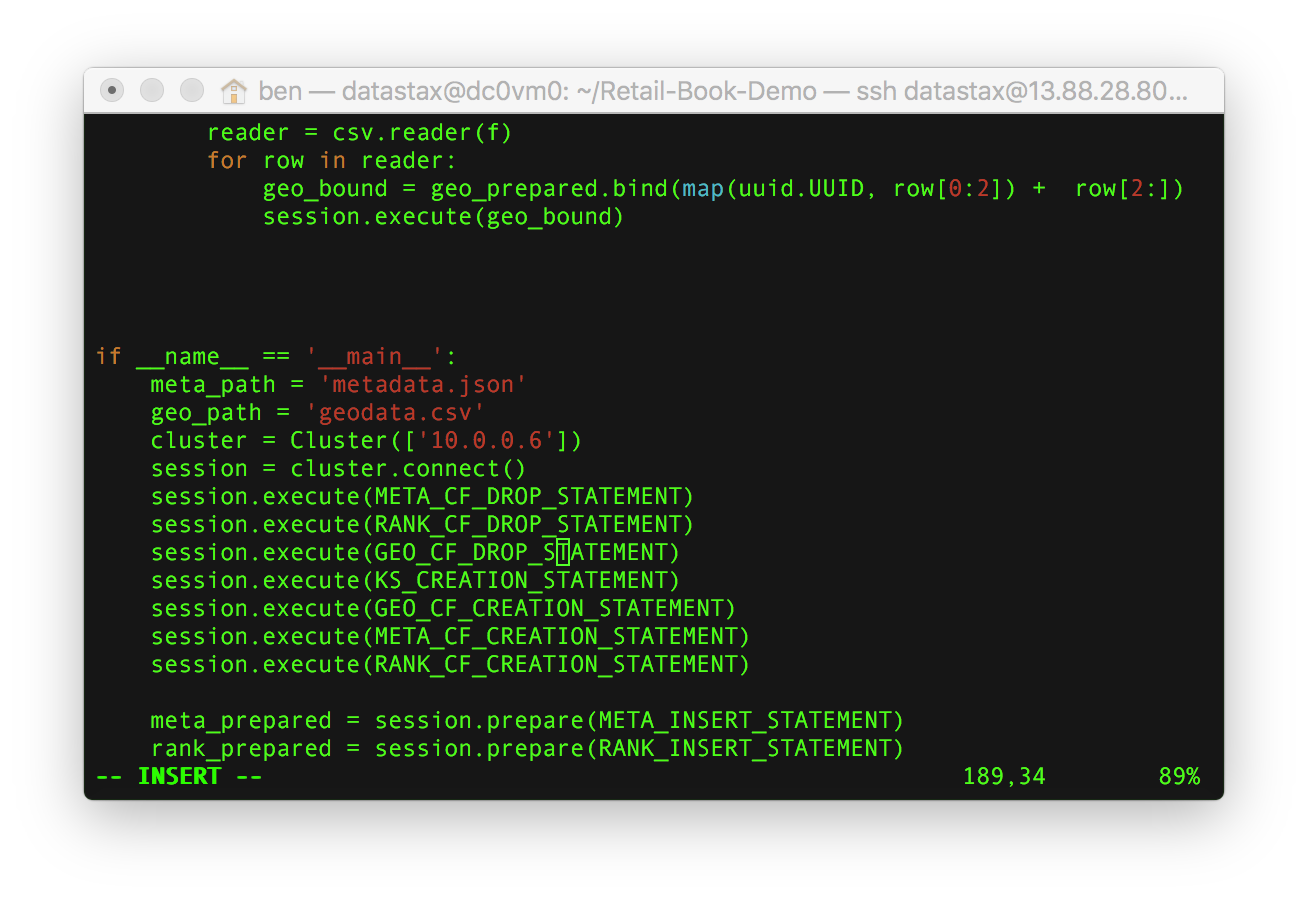 ben — datastax@dc0vm0: ~/Retail-Book-Demo — ssh datastax@13.88.28.80...
        reader = csv.reader(f)
        for row in reader:
            geo_bound = geo_prepared.bind(map(uuid.UUID, row[0:2]) +  row[2:])
            session.execute(geo_bound)
if __name__ == '__main__':
    meta_path = 'metadata.json'
    geo_path = 'geodata.csv'
    cluster = Cluster(['10.0.0.6'])
    session = cluster.connect()
    session.execute(META_CF_DROP_STATEMENT)
    session.execute(RANK_CF_DROP_STATEMENT)
    session.execute(GEO_CF_DROP_STATEMENT)
    session.execute(KS_CREATION_STATEMENT)
    session.execute(GEO_CF_CREATION_STATEMENT)
    session.execute(META_CF_CREATION_STATEMENT)
    session.execute(RANK_CF_CREATION_STATEMENT)
    meta_prepared = session.prepare(META_INSERT_STATEMENT)
    rank_prepared = session.prepare(RANK_INSERT_STATEMENT)
-- INSERT -- 189,34 89%